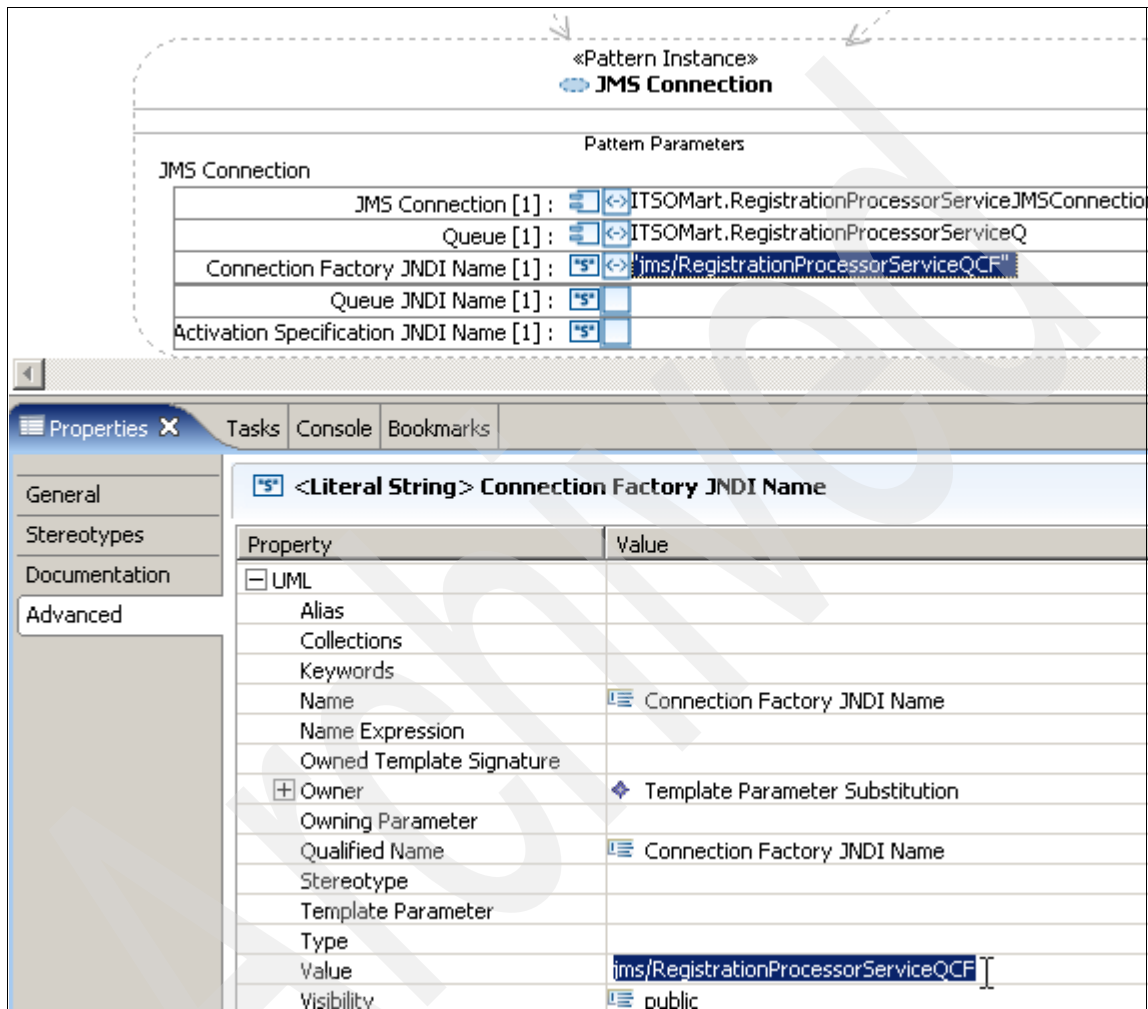 «Pattern Instance»
JMS Connection
Pattern Parameters
JMS Connection
JMS Connection [1] : ITSOMart.RegistrationProcessorServiceJMSConnectio
Queue [1] : ITSOMart.RegistrationProcessorServiceQ
Connection Factory JNDI Name [1] : "jms/RegistrationProcessorServiceQCF"
Queue JNDI Name [1] :
Activation Specification JNDI Name [1] :
Properties Tasks Console Bookmarks
General
Stereotypes
Documentation
Advanced
<Literal String> Connection Factory JNDI Name
Property Value
UML
Alias
Collections
Keywords
Name Connection Factory JNDI Name
Name Expression
Owned Template Signature
Owner Template Parameter Substitution
Owning Parameter
Qualified Name Connection Factory JNDI Name
Stereotype
Template Parameter
Type
Value jms/RegistrationProcessorServiceQCF
Visibility public
Archived